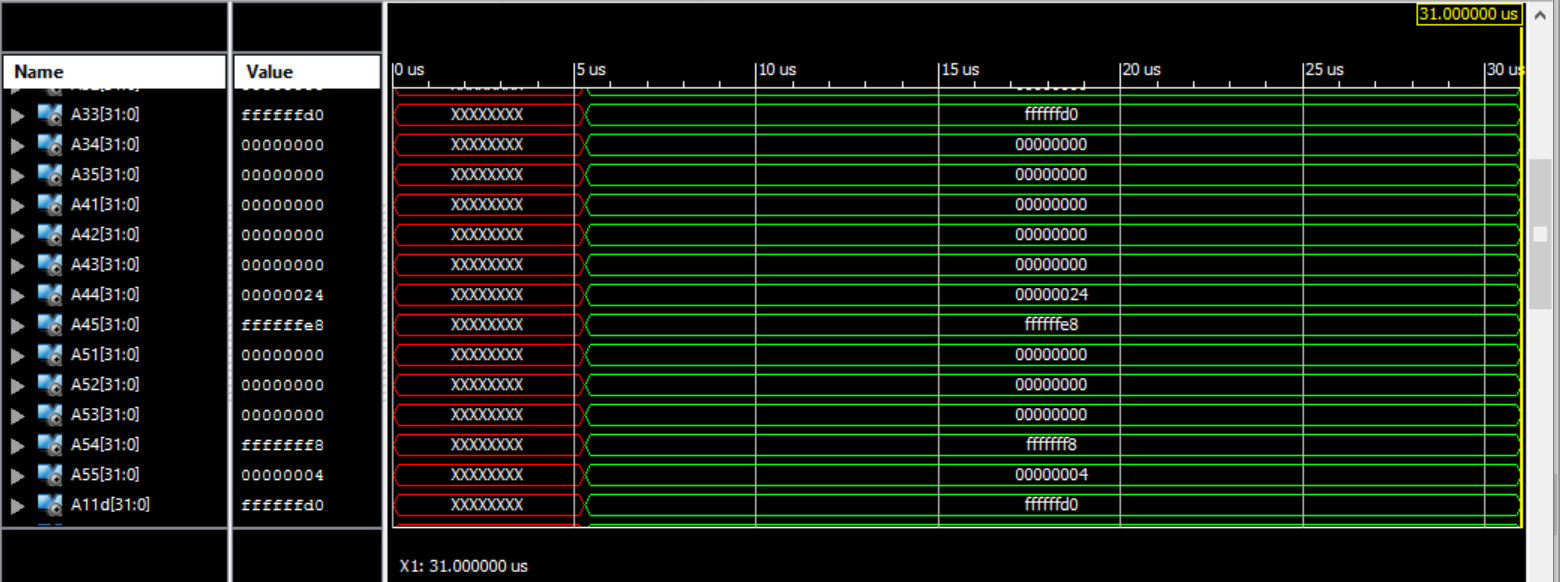 31.000000 us
Name Value 0 us 5 us 10 us 15 us 20 us 25 us 30 us
A33[31:0] ffffffd0 XXXXXXXX ffffffd0
A34[31:0] 00000000 XXXXXXXX 00000000
A35[31:0] 00000000 XXXXXXXX 00000000
A41[31:0] 00000000 XXXXXXXX 00000000
A42[31:0] 00000000 XXXXXXXX 00000000
A43[31:0] 00000000 XXXXXXXX 00000000
A44[31:0] 00000024 XXXXXXXX 00000024
A45[31:0] ffffffe8 XXXXXXXX ffffffe8
A51[31:0] 00000000 XXXXXXXX 00000000
A52[31:0] 00000000 XXXXXXXX 00000000
A53[31:0] 00000000 XXXXXXXX 00000000
A54[31:0] fffffff8 XXXXXXXX fffffff8
A55[31:0] 00000004 XXXXXXXX 00000004
A11d[31:0] ffffffd0 XXXXXXXX ffffffd0
X1: 31.000000 us